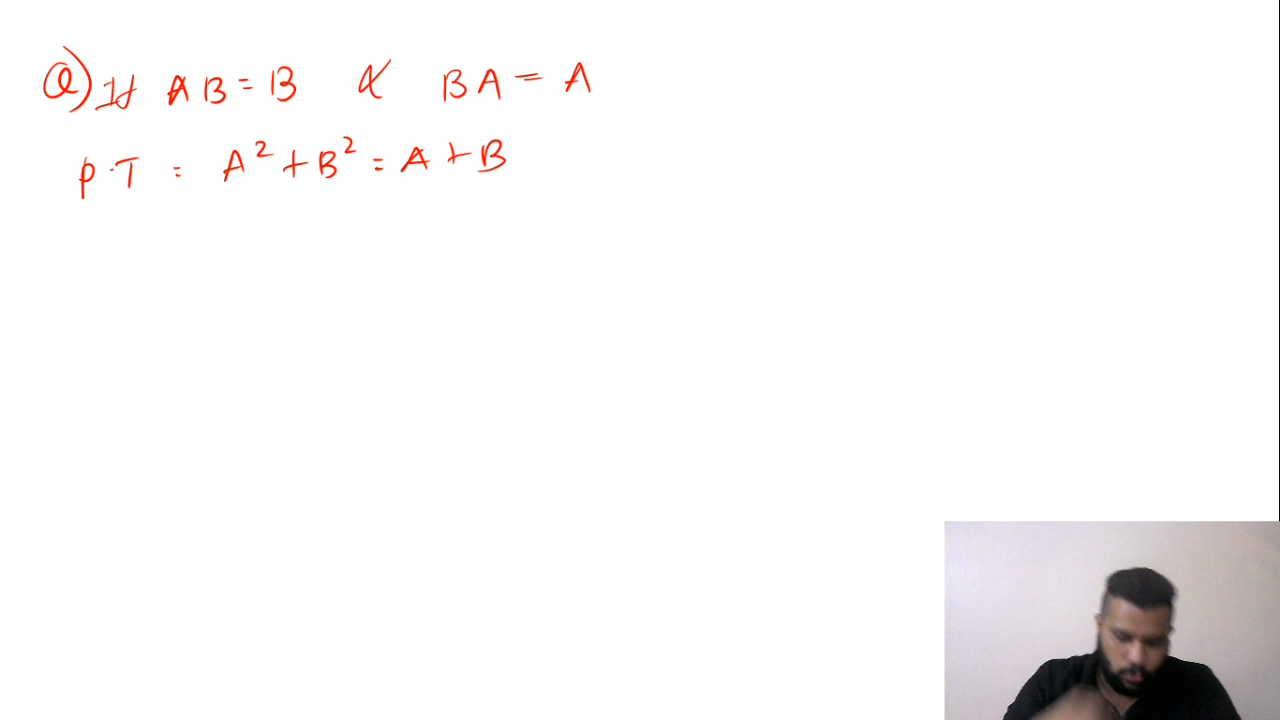 Q) If AB = B & BA = A
P.T = A² + B² = A + B